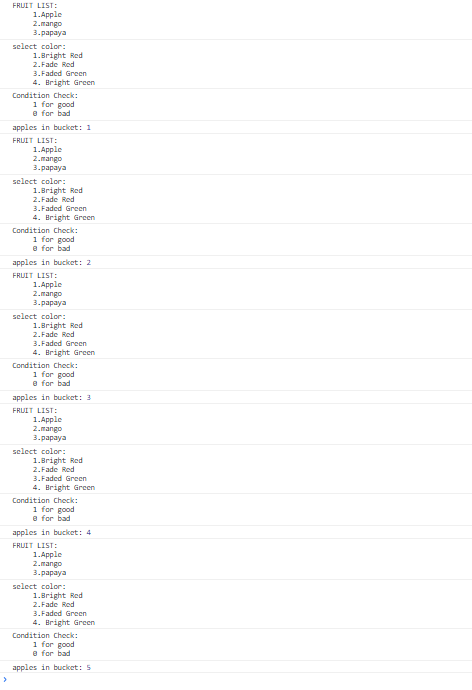 FRUIT LIST:
1.Apple
2.mango
3.papaya
select color:
1.Bright Red
2.Fade Red
3.Faded Green
4. Bright Green
Condition Check:
1 for good
0 for bad
apples in bucket: 1
FRUIT LIST:
1.Apple
2.mango
3.papaya
select color:
1.Bright Red
2.Fade Red
3.Faded Green
4. Bright Green
Condition Check:
1 for good
0 for bad
apples in bucket: 2
FRUIT LIST:
1.Apple
2.mango
3.papaya
select color:
1.Bright Red
2.Fade Red
3.Faded Green
4. Bright Green
Condition Check:
1 for good
0 for bad
apples in bucket: 3
FRUIT LIST:
1.Apple
2.mango
3.papaya
select color:
1.Bright Red
2.Fade Red
3.Faded Green
4. Bright Green
Condition Check:
1 for good
0 for bad
apples in bucket: 4
FRUIT LIST:
1.Apple
2.mango
3.papaya
select color:
1.Bright Red
2.Fade Red
3.Faded Green
4. Bright Green
Condition Check:
1 for good
0 for bad
apples in bucket: 5